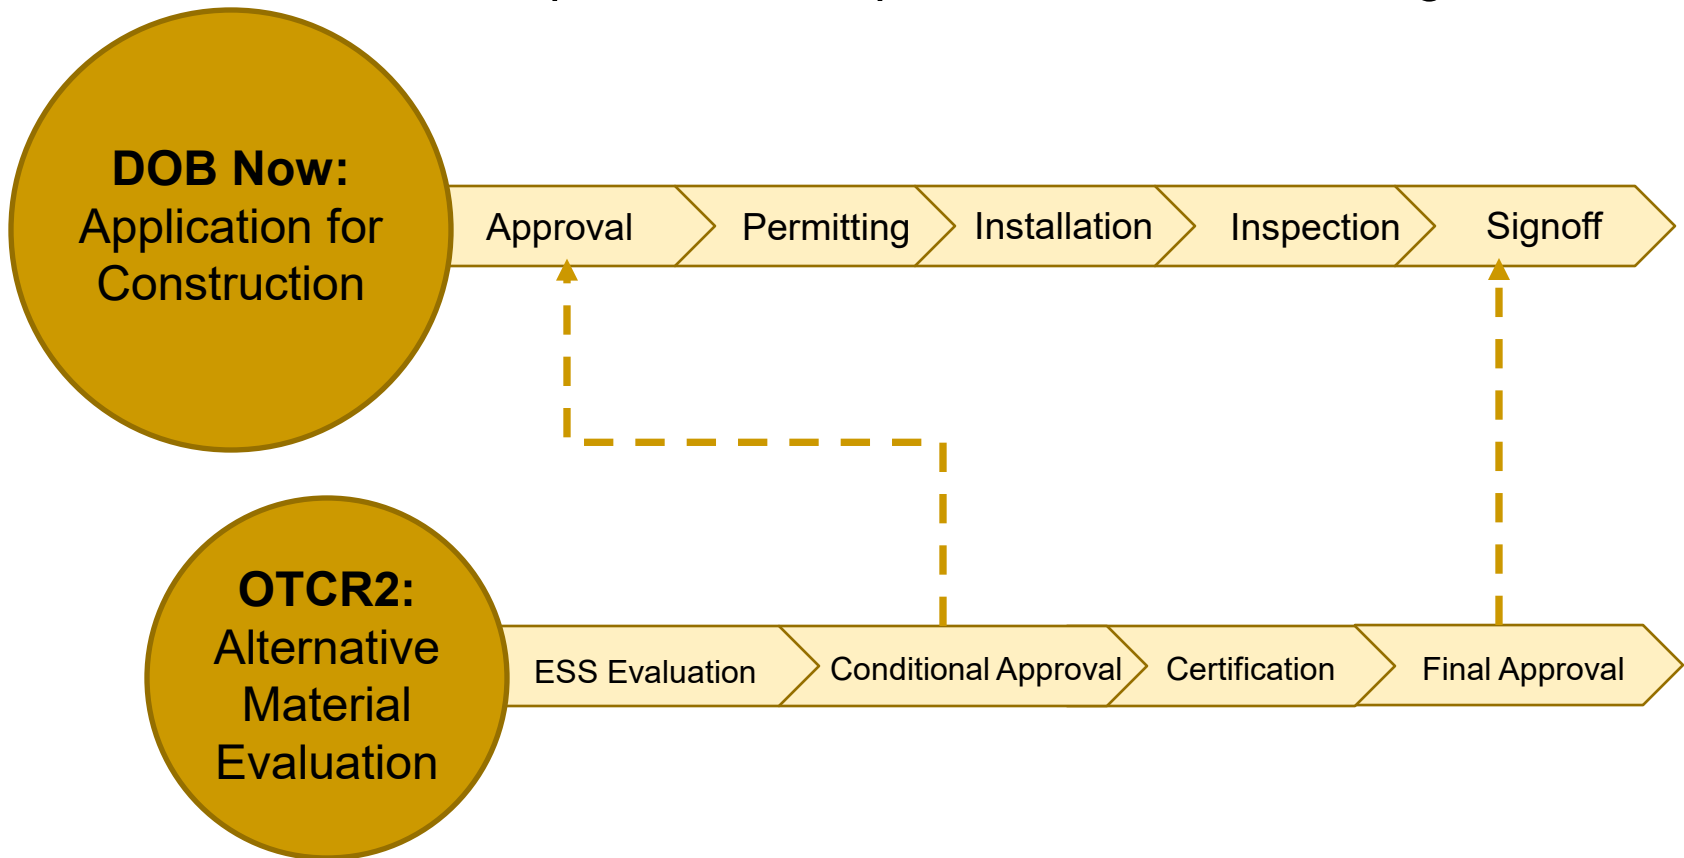 DOB Now:
Application for
Construction
Approval
Permitting
Installation
Inspection
Signoff
OTCR2:
Alternative
Material
Evaluation
ESS Evaluation
Conditional Approval
Certification
Final Approval